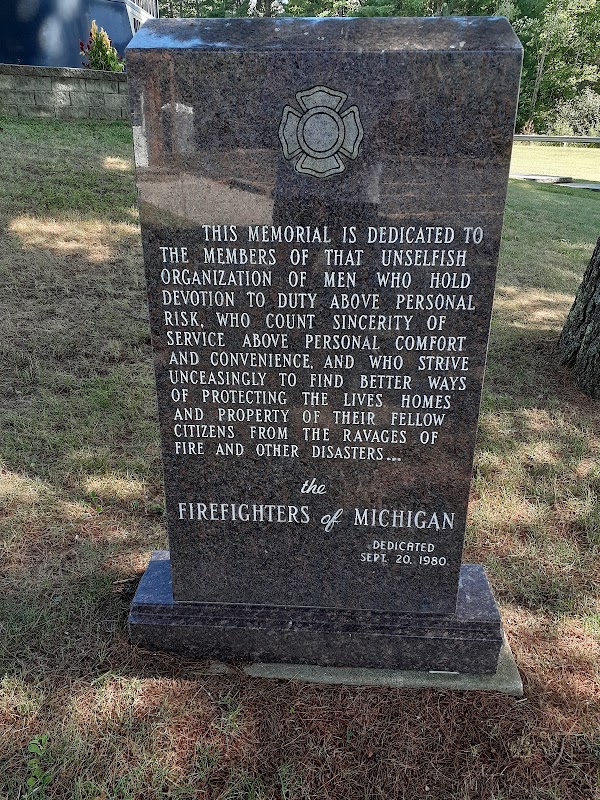 THIS MEMORIAL IS DEDICATED TO
THE MEMBERS OF THAT UNSELFISH
ORGANIZATION OF MEN WHO HOLD
DEVOTION TO DUTY ABOVE PERSONAL
RISK, WHO COUNT SINCERITY OF
SERVICE ABOVE PERSONAL COMFORT
AND CONVENIENCE, AND WHO STRIVE
UNCEASINGLY TO FIND BETTER WAYS
OF PROTECTING THE LIVES HOMES
AND PROPERTY OF THEIR FELLOW
CITIZENS FROM THE RAVAGES OF
FIRE AND OTHER DISASTERS...
the
FIREFIGHTERS of MICHIGAN
DEDICATED
SEPT. 20, 1980.